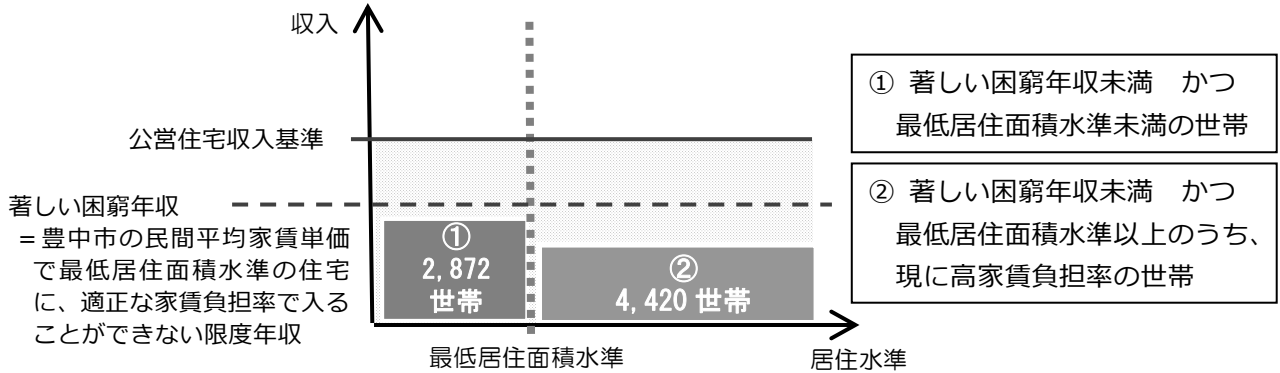 収入
公営住宅収入基準
著しい困窮年収
＝豊中市の民間平均家賃単価
で最低居住面積水準の住宅
に、適正な家賃負担率で入る
ことができない限度年収
①
2,872
世帯
②
4,420 世帯
最低居住面積水準
居住水準
① 著しい困窮年収未満　かつ
最低居住面積水準未満の世帯
② 著しい困窮年収未満　かつ
最低居住面積水準以上のうち、
現に高家賃負担率の世帯